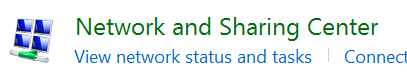 Network and Sharing Center
View network status and tasks Connect